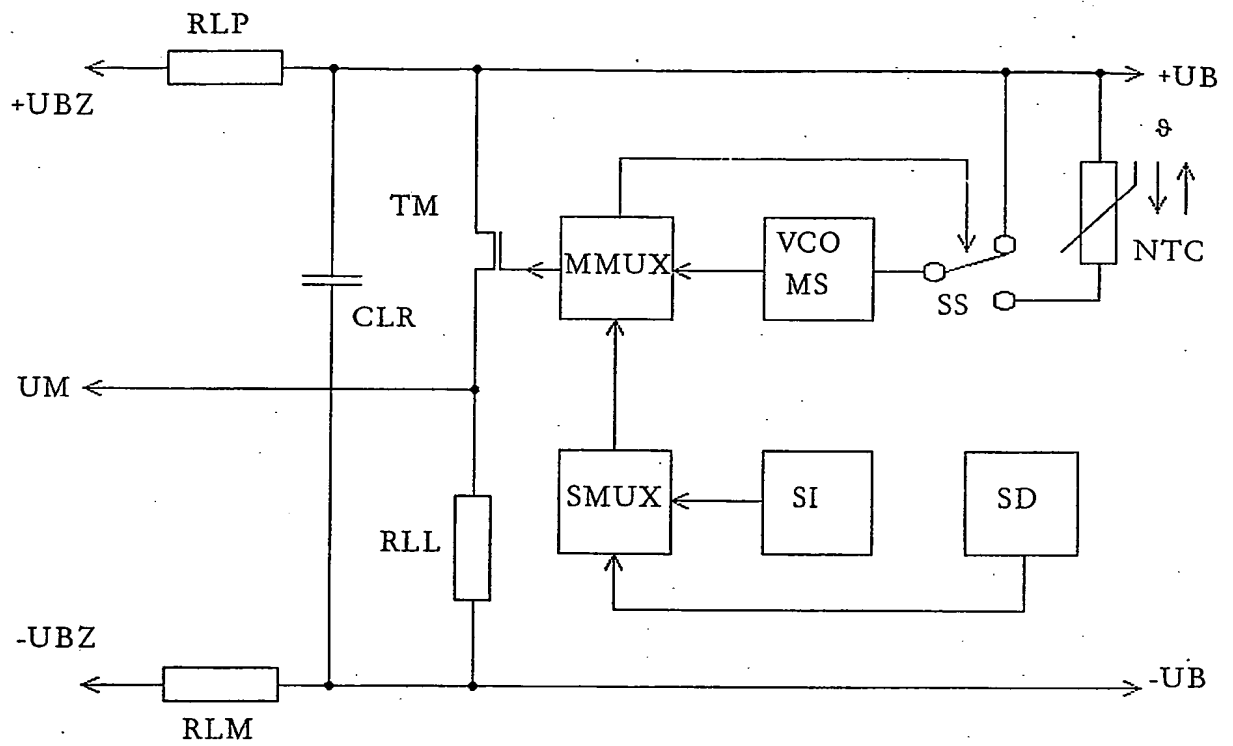 RLP
+UBZ
+UB
ϑ
TM
MMUX
VCO
MS
SS
NTC
CLR
UM
SMUX
SI
SD
RLL
-UBZ
-UB
RLM